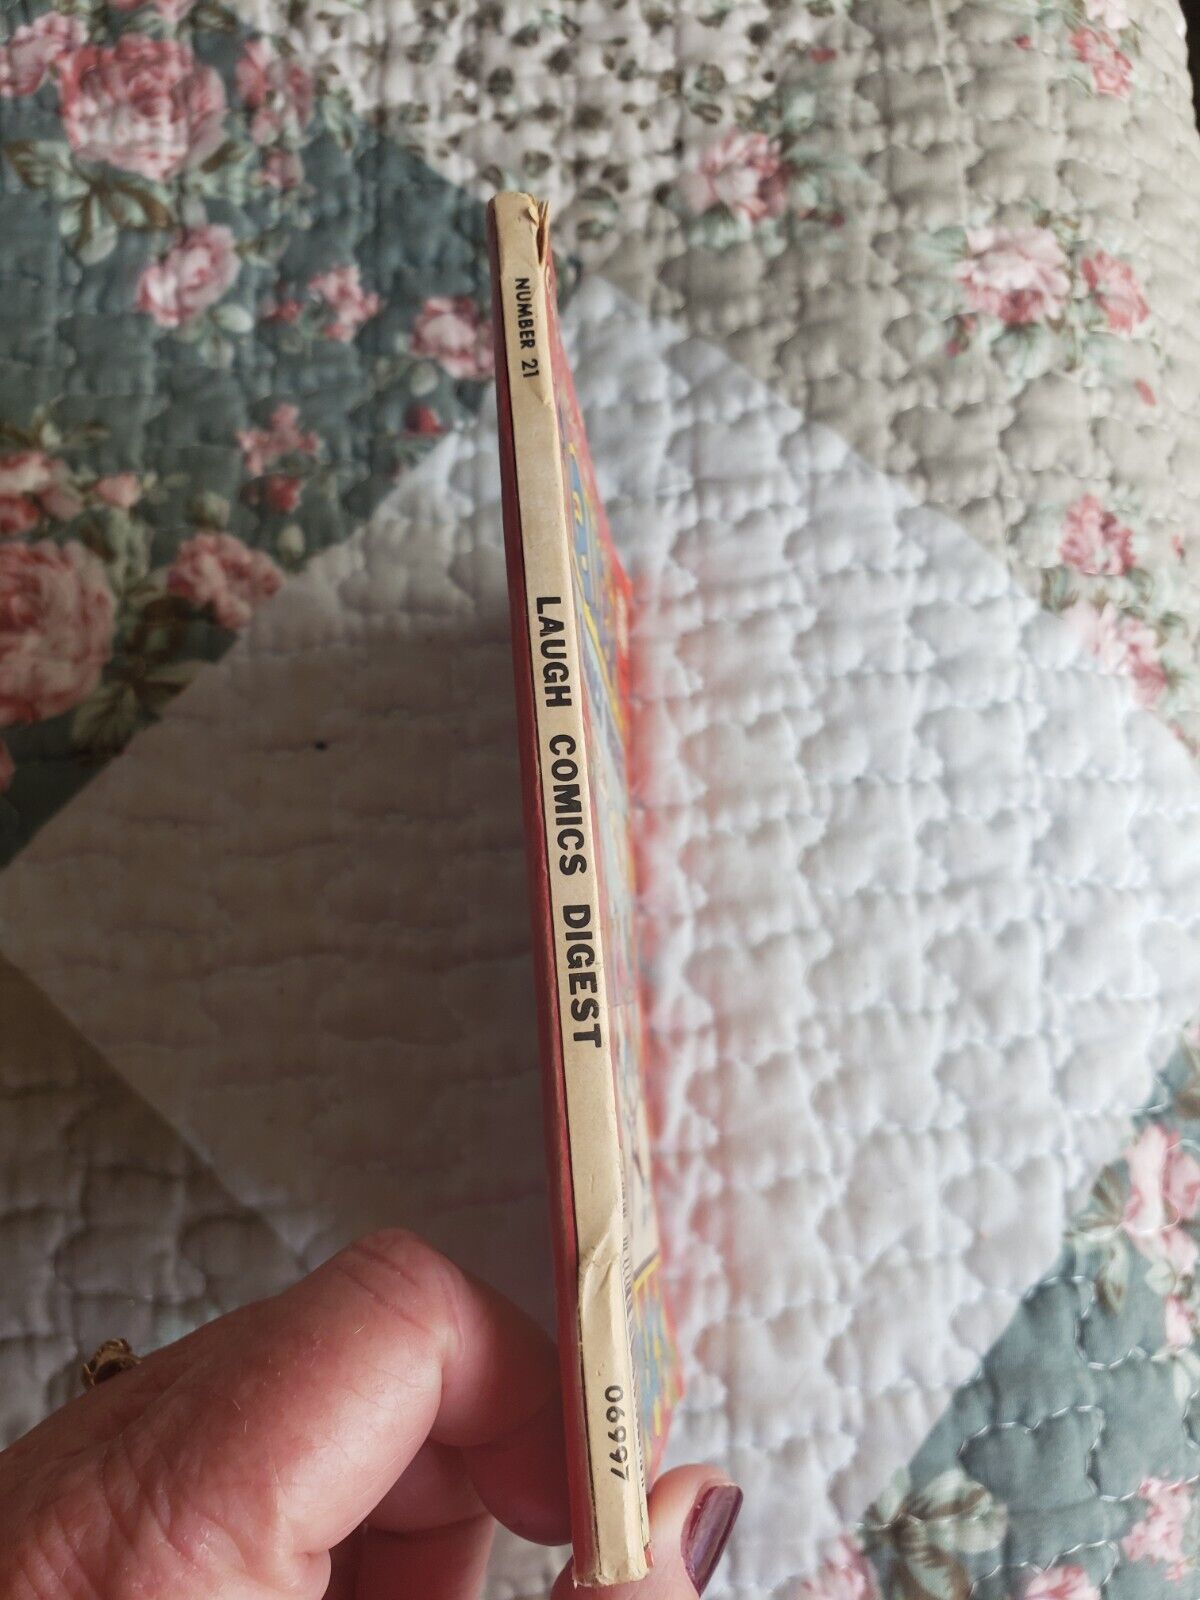 NUMBER 21
LAUGH COMICS DIGEST
06997